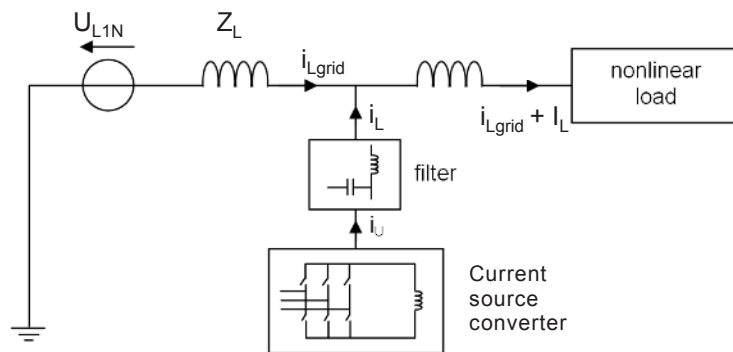 U_L1N
Z_L
i_Lgrid
nonlinear
load
i_L
i_Lgrid + I_L
filter
i_U
Current
source
converter